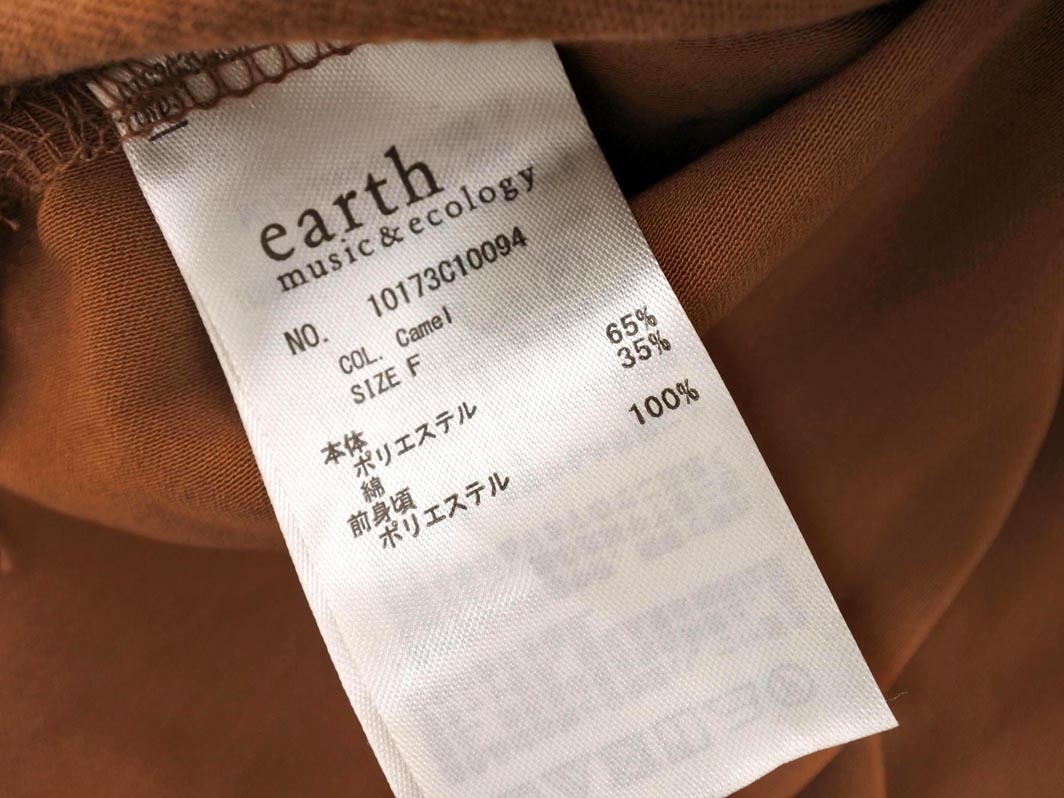 earth
music&ecology
NO. 10173C10094
COL. Camel
SIZE F
本体
ポリエステル 65%
綿 35%
前身頃
ポリエステル 100%